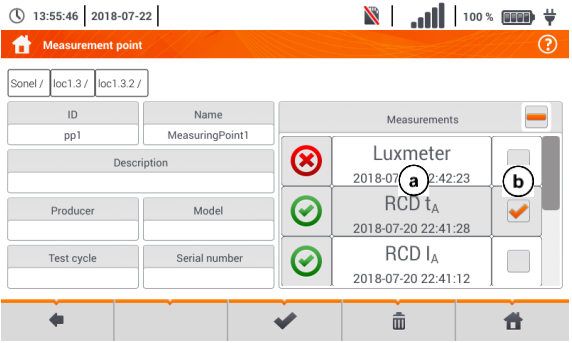 13:55:46 2018-07-22 100 %
Measurement point ?
Sonel / loc1.3 / loc1.3.2 /
ID Name
pp1 MeasuringPoint1
Description
Producer Model
Test cycle Serial number
Measurements
Luxmeter
2018-07 2:42:23
a b
RCD tA
2018-07-20 22:41:28
RCD IA
2018-07-20 22:41:12